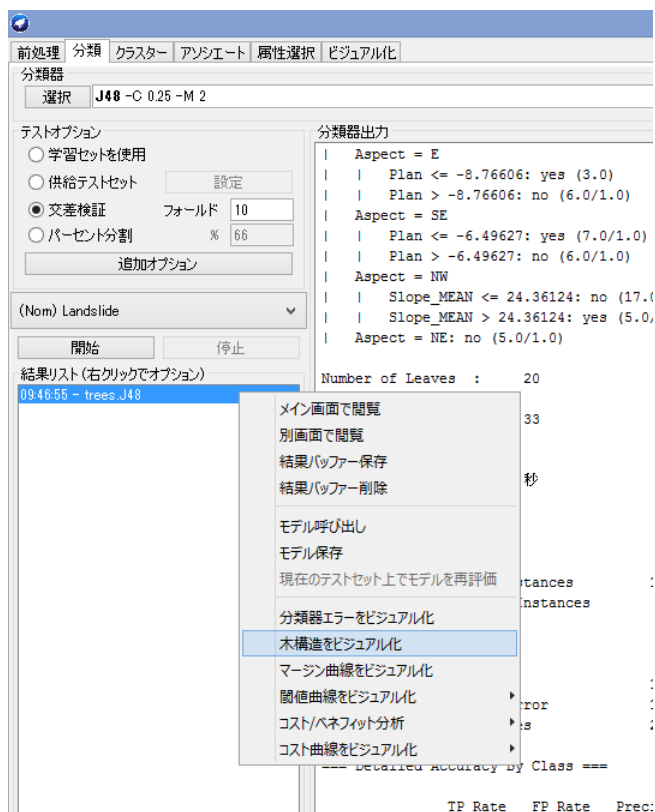 前処理 分類 クラスター アソシエート 属性選択 ビジュアル化
分類器
選択 J48 -C 0.25 -M 2
テストオプション
学習セットを使用
供給テストセット 設定
交差検証 フォールド 10
パーセント分割 % 66
追加オプション
(Nom) Landslide
開始 停止
結果リスト (右クリックでオプション)
09:46:55 - trees.J48
分類器出力
| Aspect = E
| | Plan <= -8.76606: yes (3.0)
| | Plan > -8.76606: no (6.0/1.0)
| Aspect = SE
| | Plan <= -6.49627: yes (7.0/1.0)
| | Plan > -6.49627: no (6.0/1.0)
| Aspect = NW
| | Slope_MEAN <= 24.36124: no (17.0
| | Slope_MEAN > 24.36124: yes (5.0/
| Aspect = NE: no (5.0/1.0)
Number of Leaves : 20
33
秒
メイン画面で閲覧
別画面で閲覧
結果バッファー保存
結果バッファー削除
モデル呼び出し
モデル保存
現在のテストセット上でモデルを再評価
分類器エラーをビジュアル化
木構造をビジュアル化
マージン曲線をビジュアル化
閾値曲線をビジュアル化
コスト/ベネフィット分析
コスト曲線をビジュアル化
=== Detailed Accuracy By Class ===
TP Rate FP Rate Preci